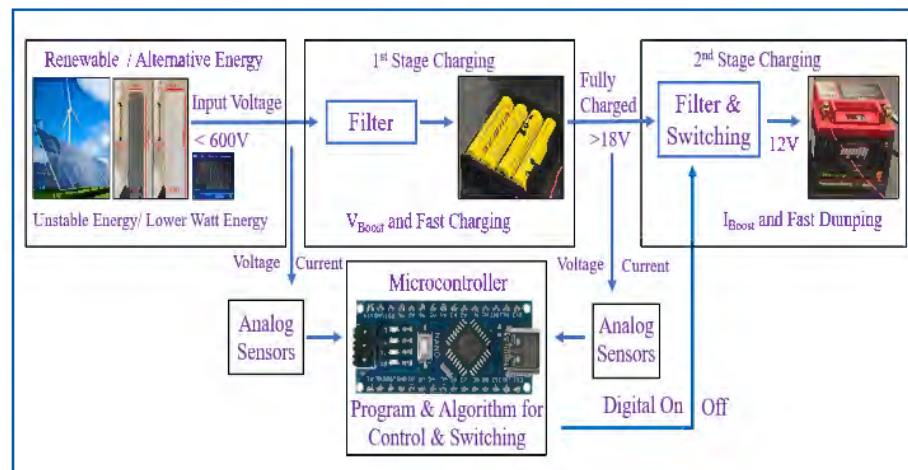 Renewable / Alternative Energy
Input Voltage
< 600V
Unstable Energy/ Lower Watt Energy
1st Stage Charging
Filter
VBoost and Fast Charging
Fully
Charged
>18V
2nd Stage Charging
Filter &
Switching
12V
IBoost and Fast Dumping
Voltage Current
Voltage Current
Analog
Sensors
Microcontroller
NANO
Program & Algorithm for
Control & Switching
Analog
Sensors
Digital On Off